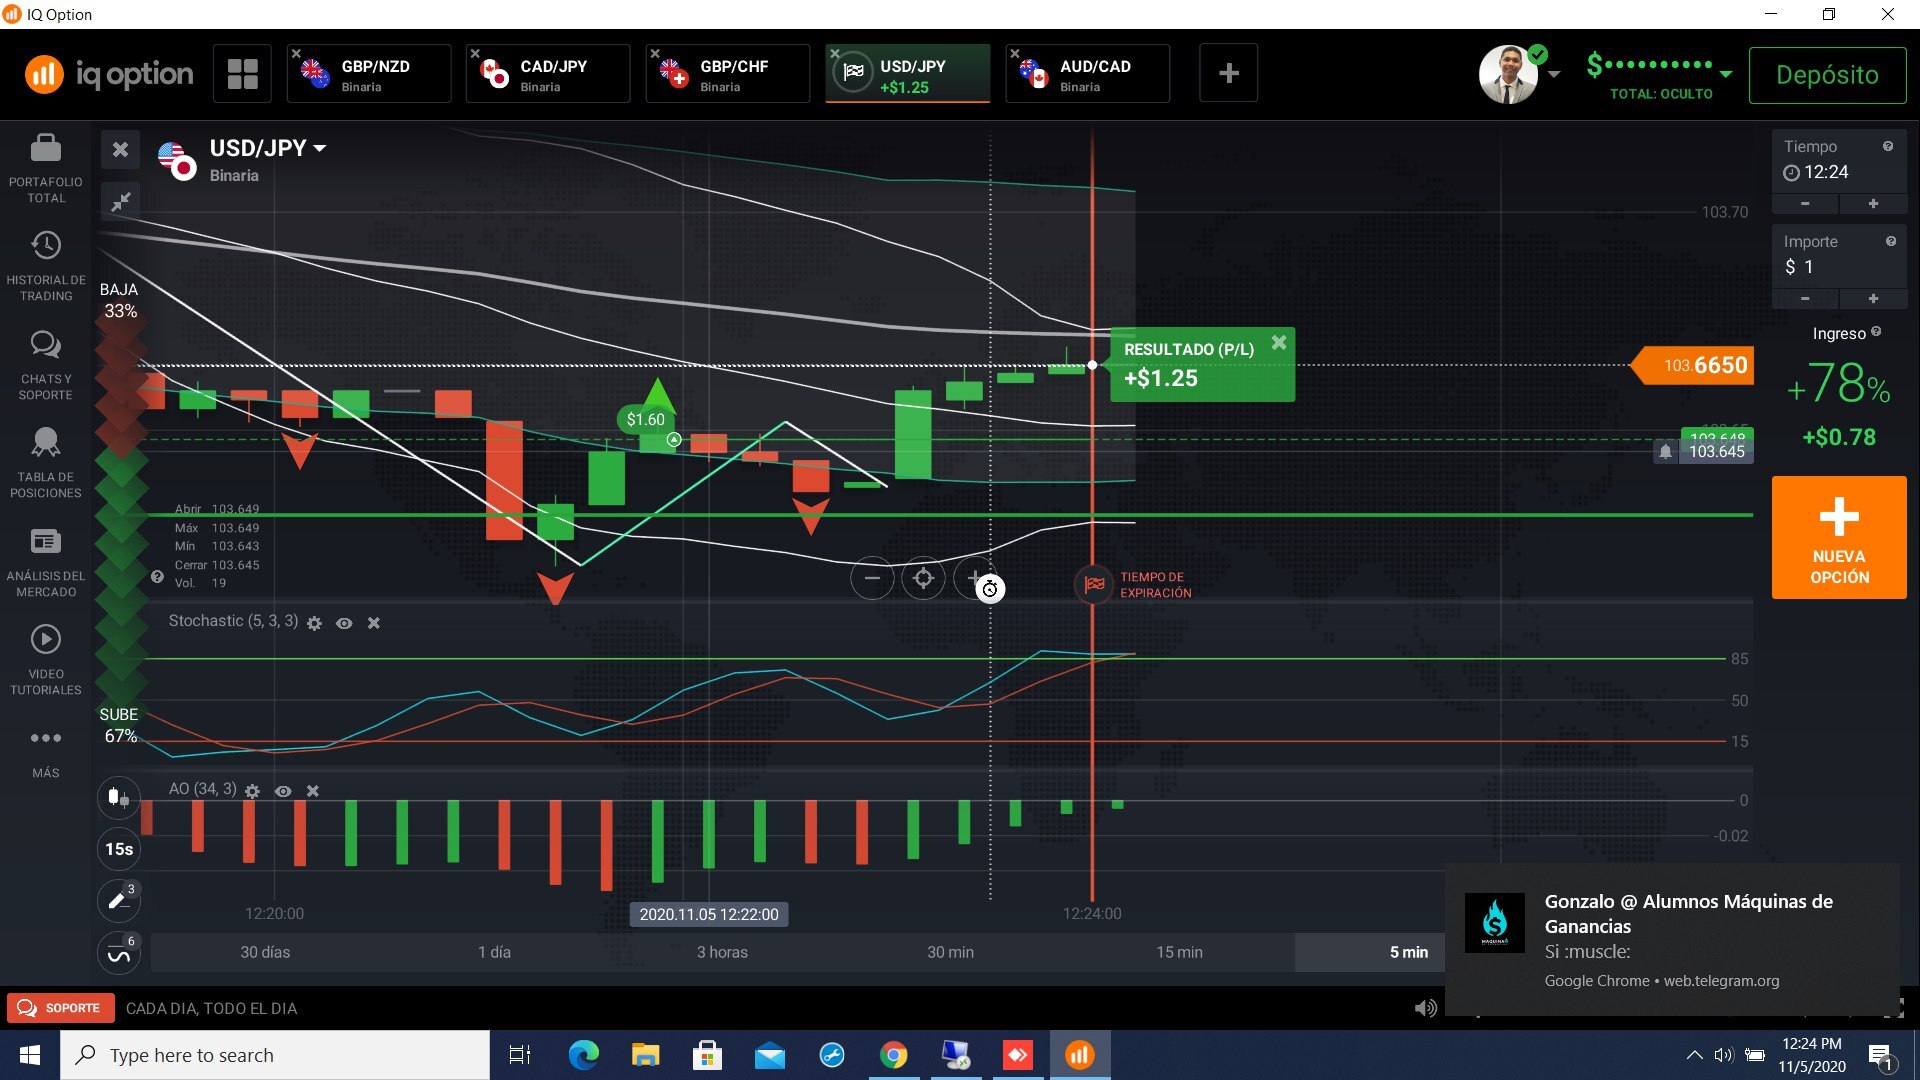 IQ Option
iq option
GBP/NZD
Binaria
CAD/JPY
Binaria
GBP/CHF
Binaria
USD/JPY
+$1.25
AUD/CAD
Binaria
$••••••••••
TOTAL: OCULTO
Depósito
PORTAFOLIO
TOTAL
HISTORIAL DE
TRADING
CHATS Y
SOPORTE
TABLA DE
POSICIONES
ANÁLISIS DEL
MERCADO
VIDEO
TUTORIALES
MÁS
USD/JPY
Binaria
BAJA
33%
SUBE
67%
$1.60
RESULTADO (P/L)
+$1.25
103.70
103.6650
103.648
103.645
Abrir 103.649
Máx 103.649
Mín 103.643
Cerrar 103.645
Vol. 19
TIEMPO DE
EXPIRACIÓN
Stochastic (5, 3, 3)
85
50
15
AO (34, 3)
0
-0.02
15s
3
6
12:20:00
2020.11.05 12:22:00
12:24:00
30 días
1 día
3 horas
30 min
15 min
5 min
Tiempo
12:24
Importe
$ 1
Ingreso
+78%
+$0.78
NUEVA
OPCIÓN
Gonzalo @ Alumnos Máquinas de
Ganancias
Si :muscle:
Google Chrome • web.telegram.org
SOPORTE
CADA DIA, TODO EL DIA
Type here to search
12:24 PM
11/5/2020
1